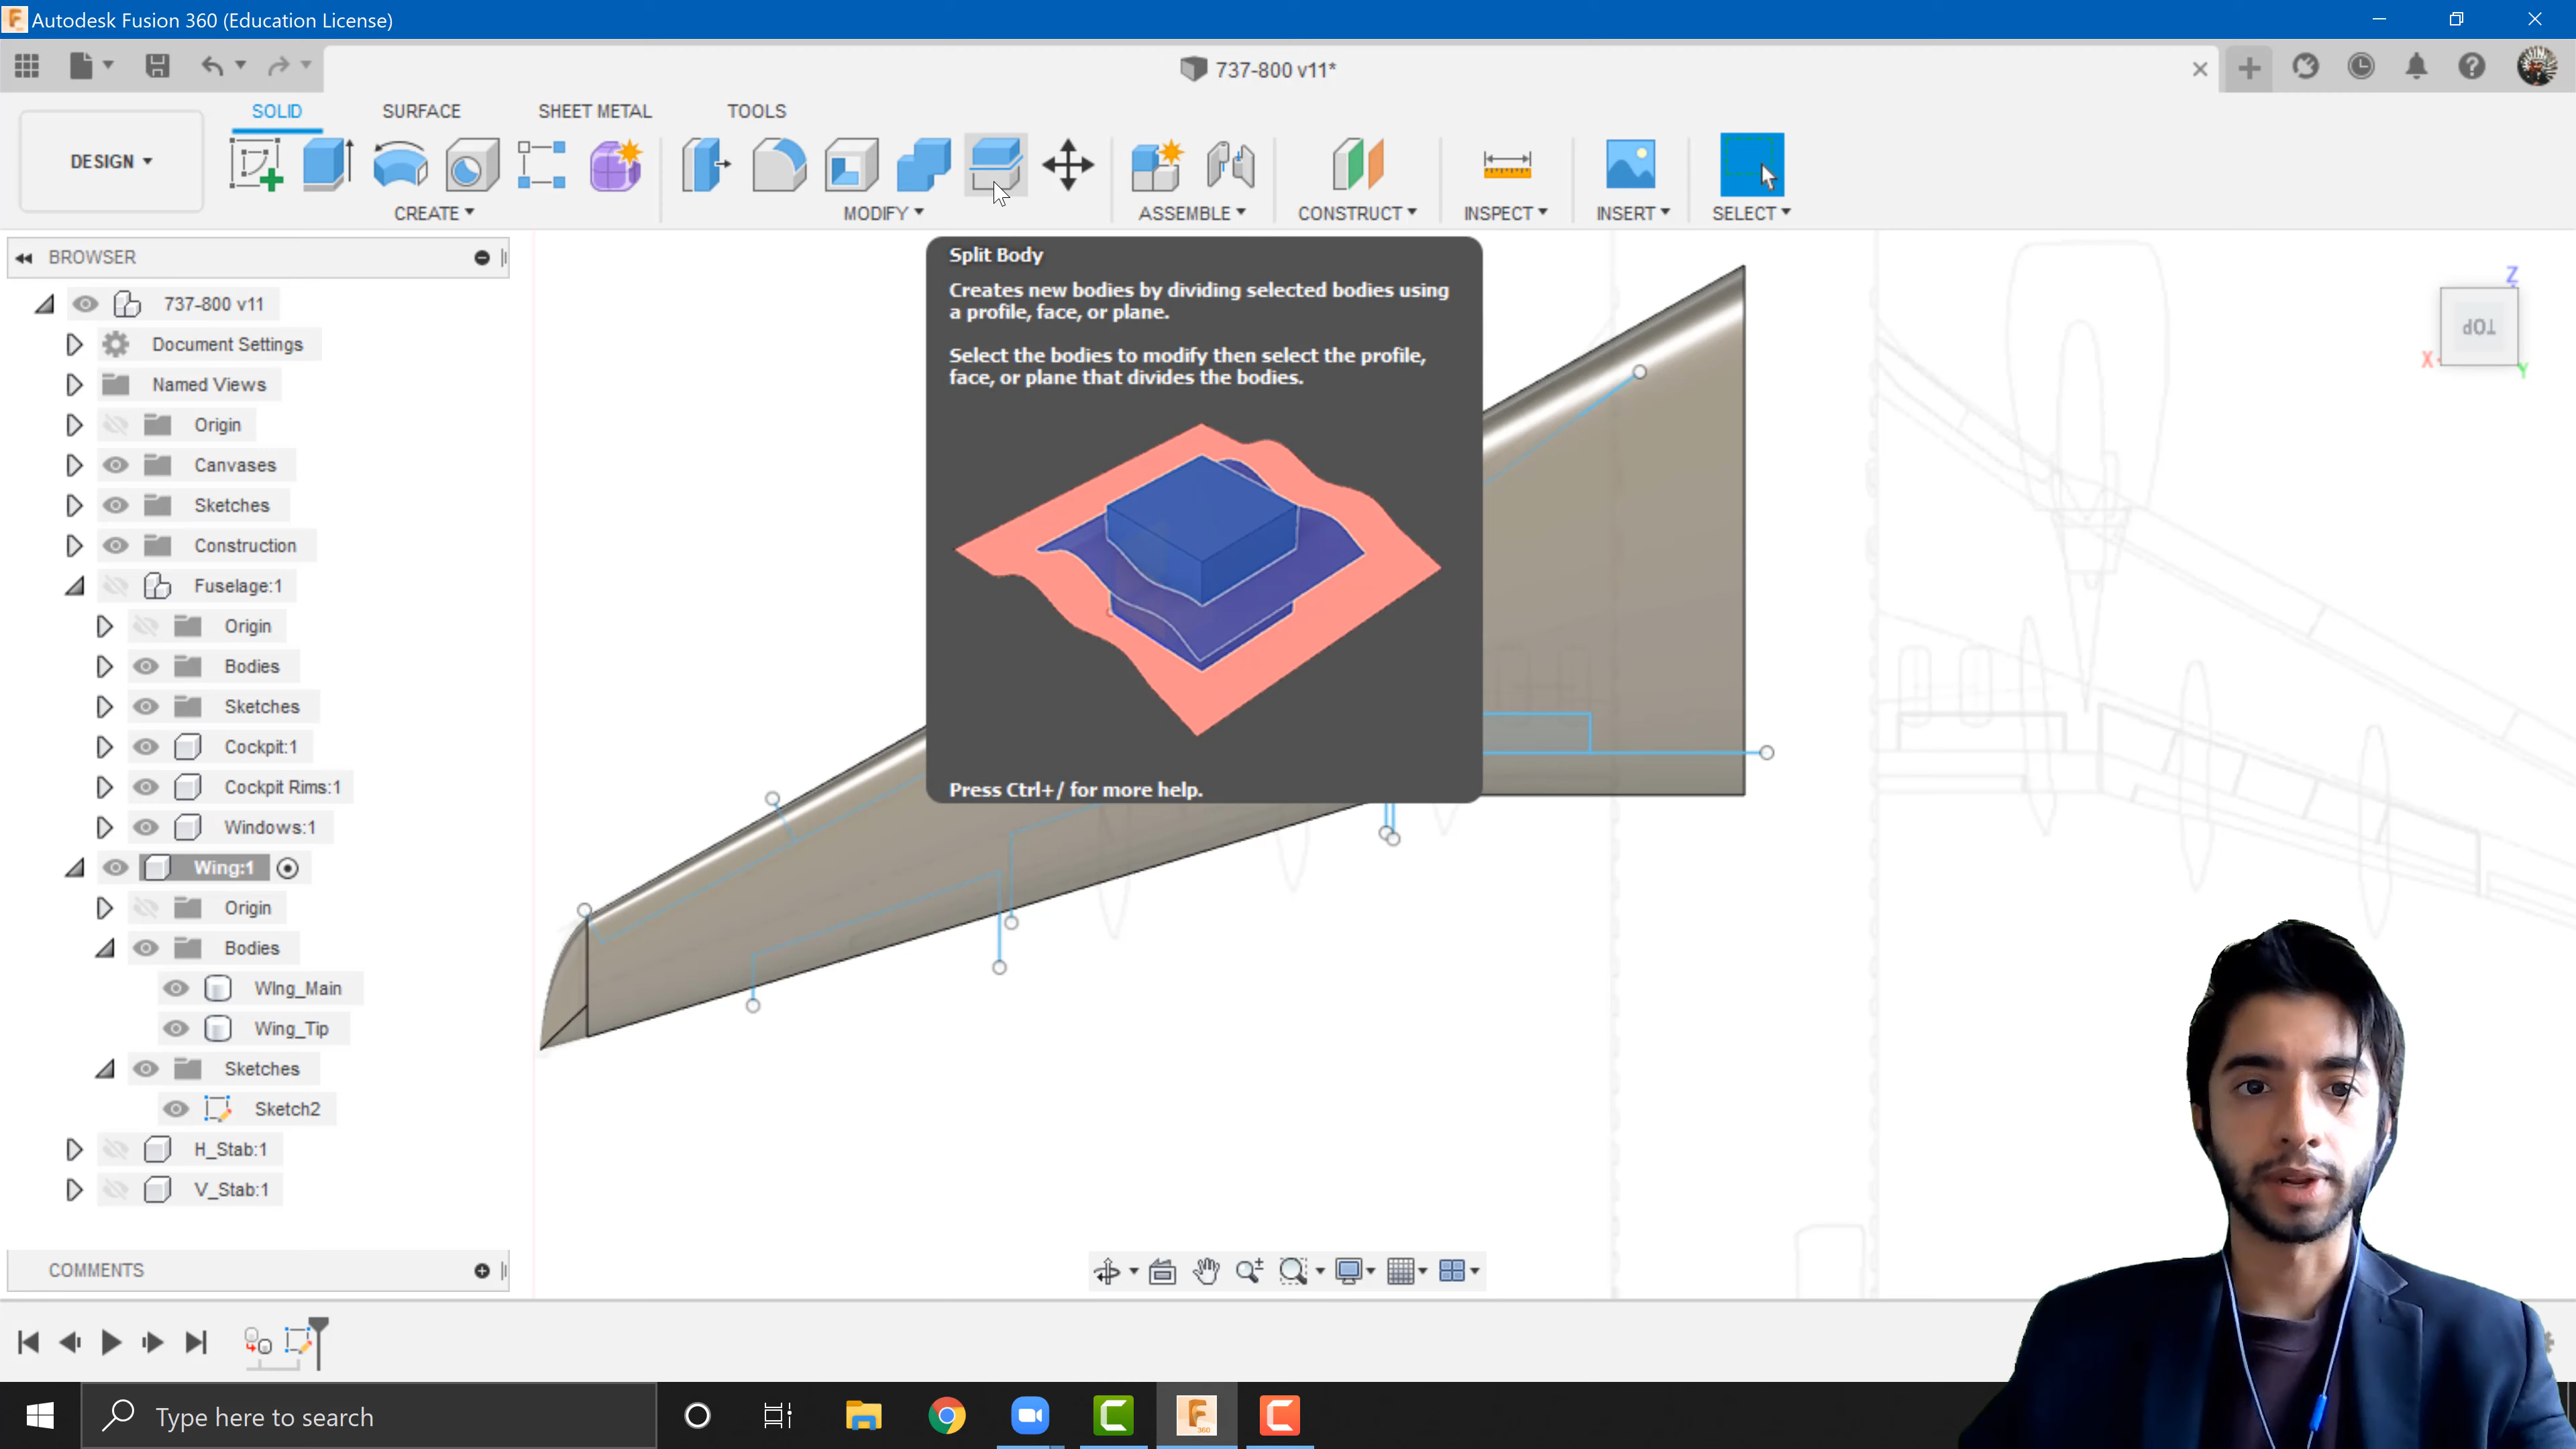 Autodesk Fusion 360 (Education License)
737-800 v11*
SOLID SURFACE SHEET METAL TOOLS
DESIGN
CREATE MODIFY ASSEMBLE CONSTRUCT INSPECT INSERT SELECT
BROWSER
737-800 v11
Document Settings
Named Views
Origin
Canvases
Sketches
Construction
Fuselage:1
Origin
Bodies
Sketches
Cockpit:1
Cockpit Rims:1
Windows:1
Wing:1
Origin
Bodies
WIng_Main
Wing_Tip
Sketches
Sketch2
H_Stab:1
V_Stab:1
COMMENTS
Split Body
Creates new bodies by dividing selected bodies using
a profile, face, or plane.
Select the bodies to modify then select the profile,
face, or plane that divides the bodies.
Press Ctrl+/ for more help.
Z
TOP
X
Y
Type here to search
F
360